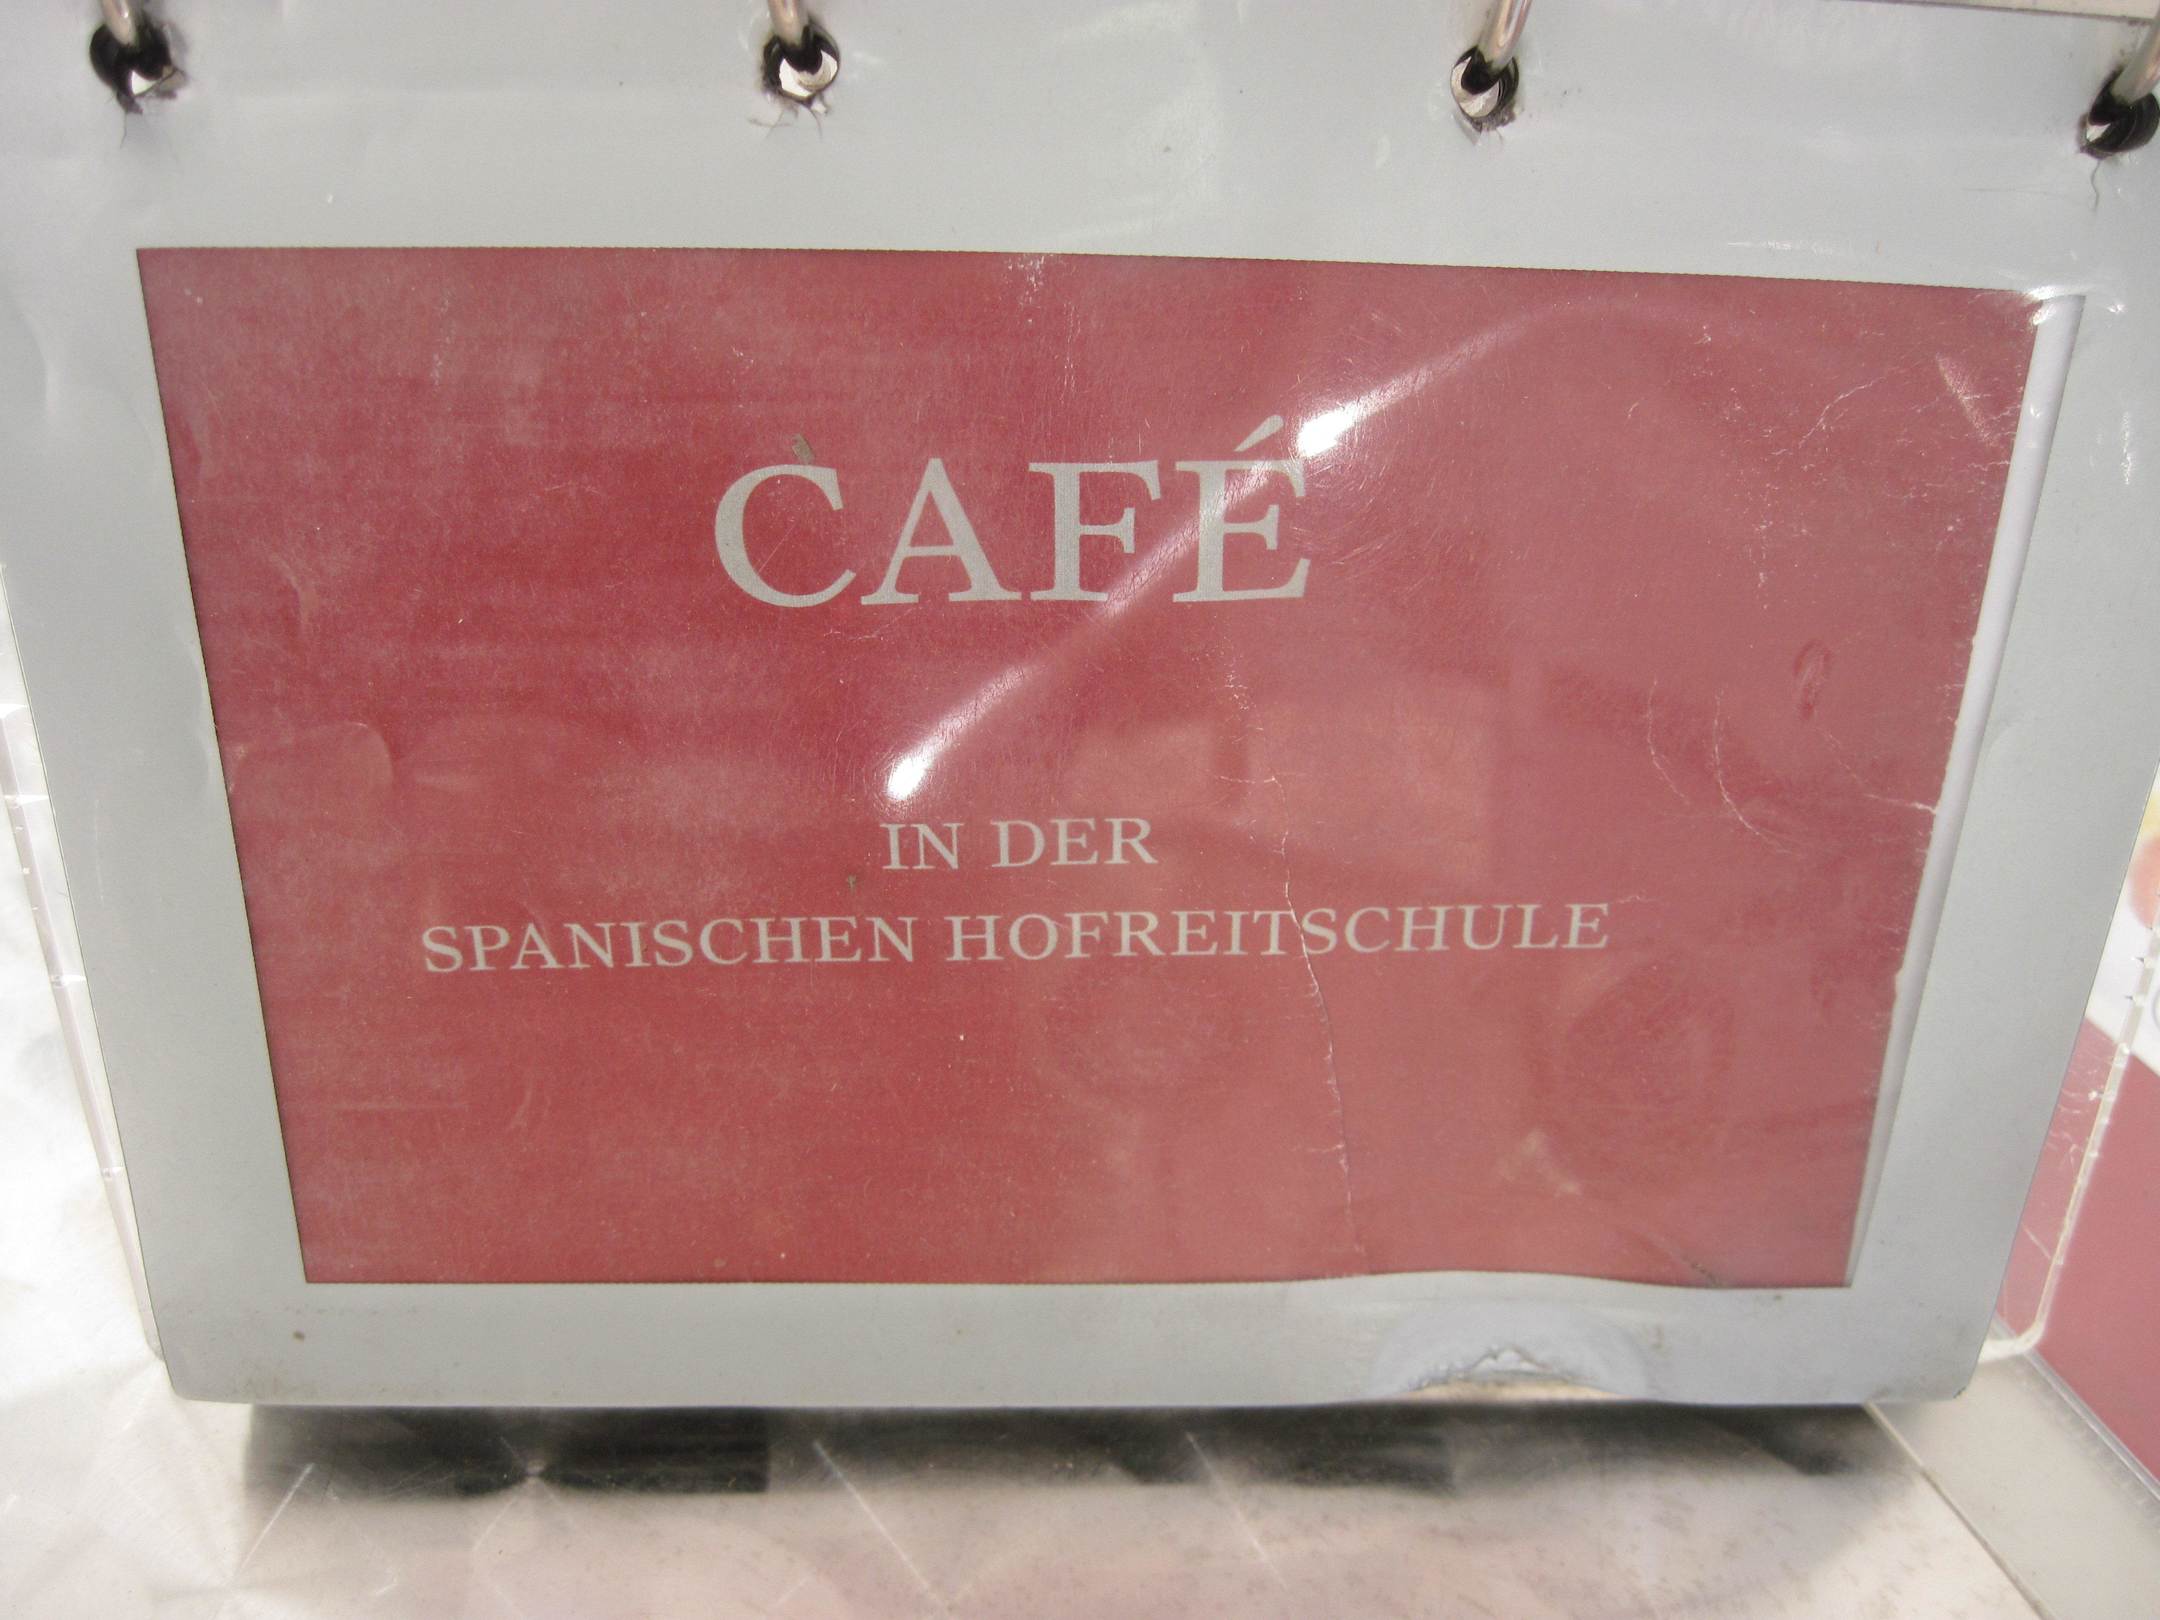 CAFÉ
IN DER
SPANISCHEN HOFREITSCHULE